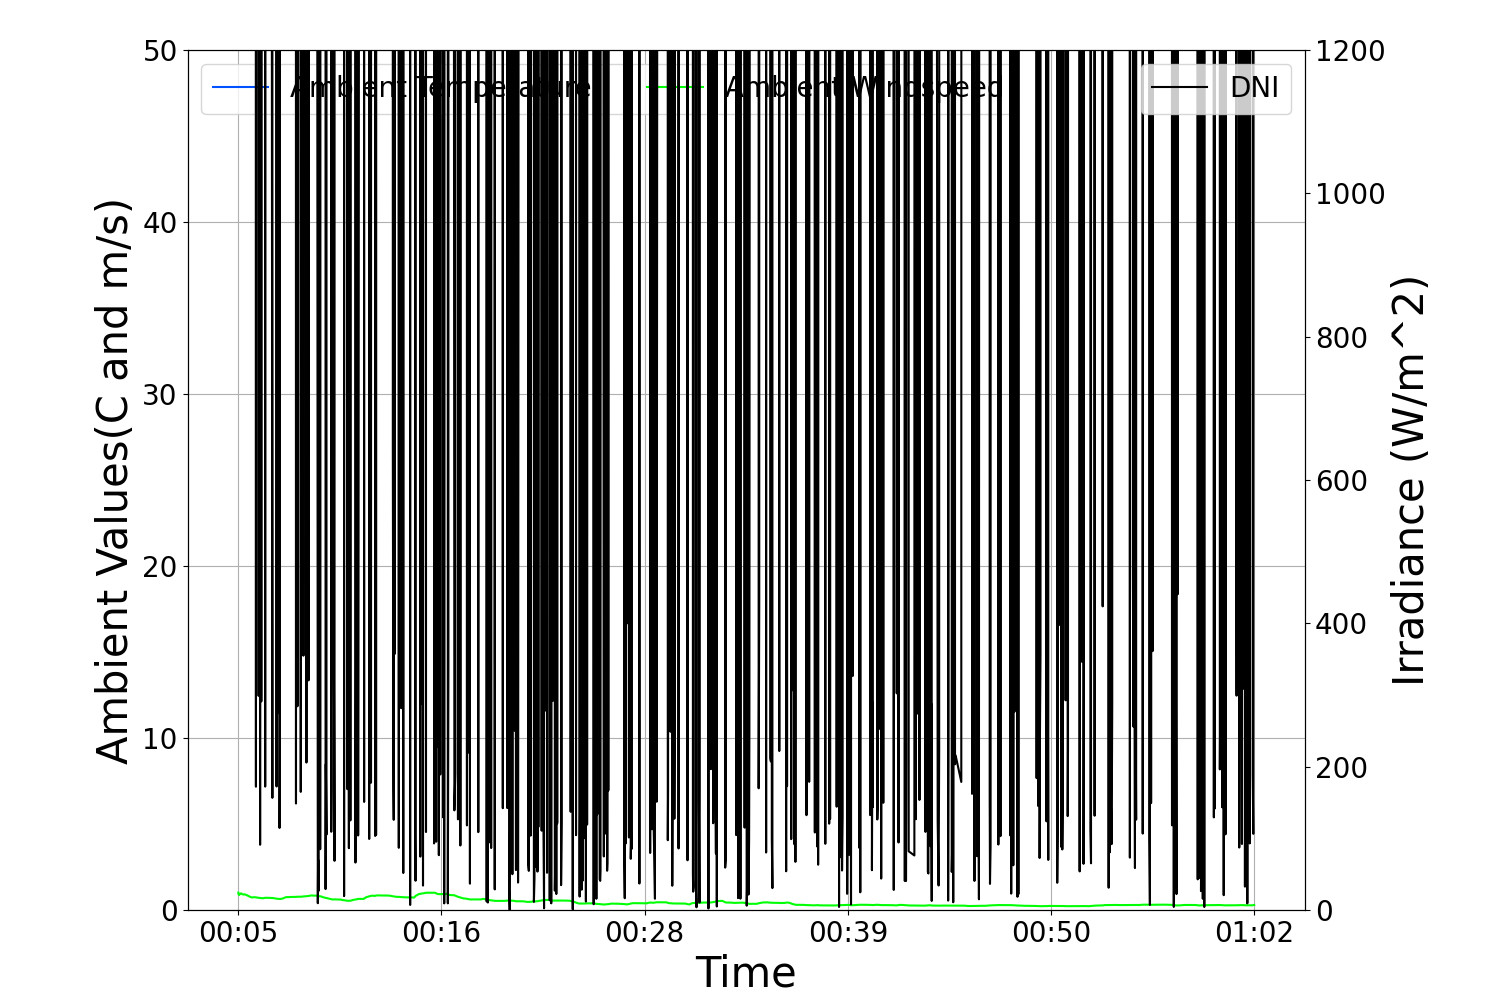 50
40
30
20
10
0
Ambient Values(C and m/s)
Ambient Temperature
Ambient Windspeed
DNI
1200
1000
800
600
400
200
0
Irradiance (W/m^2)
00:05 00:16 00:28 00:39 00:50 01:02
Time